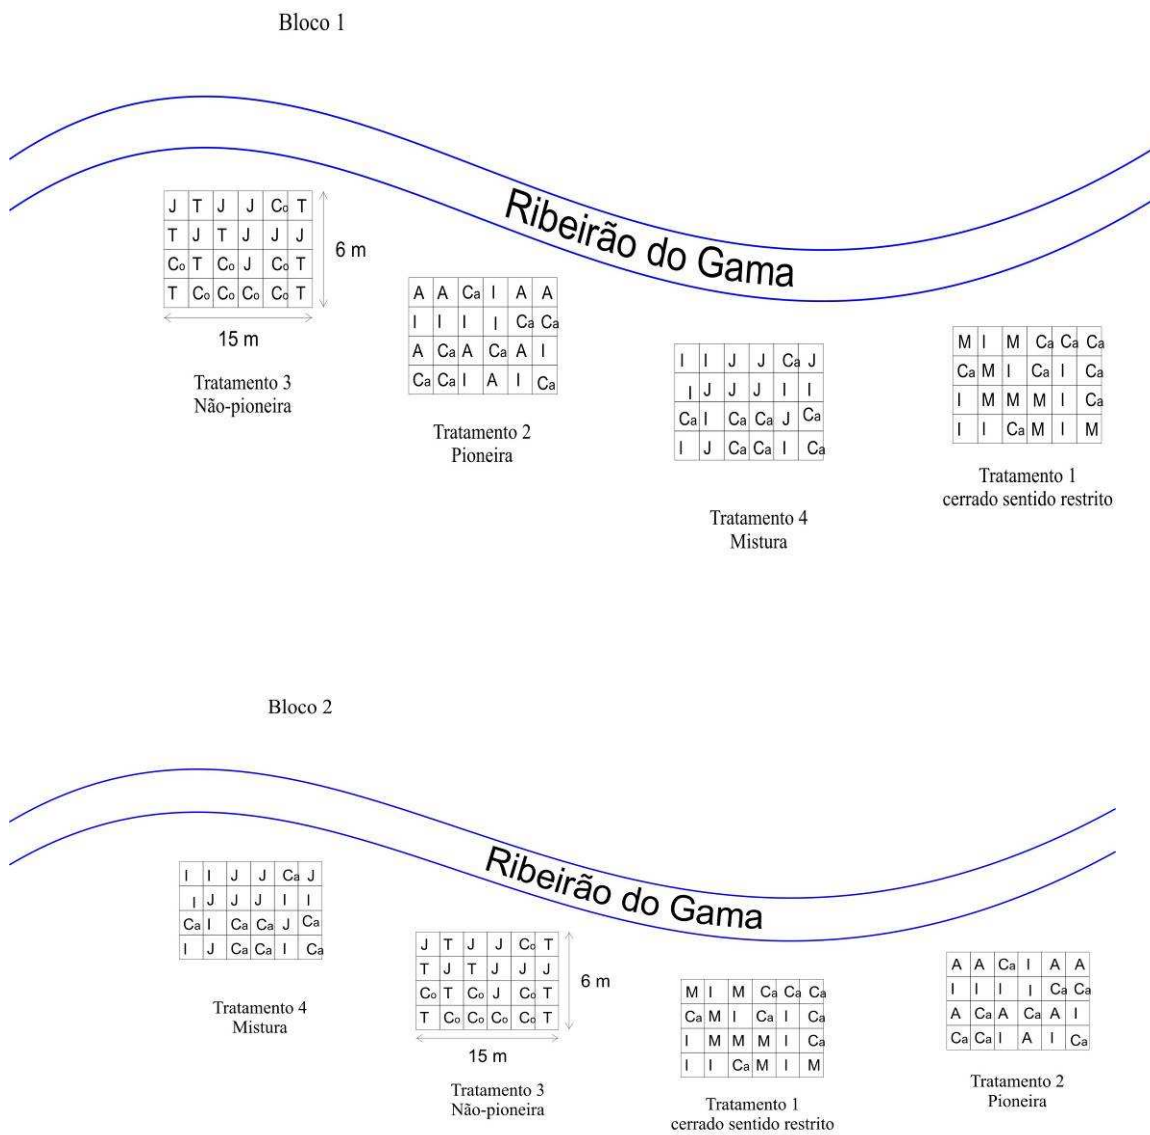 Bloco 1
Ribeirão do Gama
J T J J Co T
T J T J J J
Co T Co J Co T
T Co Co Co Co T
6 m
15 m
Tratamento 3
Não-pioneira
A A Ca I A A
I I I I Ca Ca
A Ca A Ca A I
Ca Ca I A I Ca
Tratamento 2
Pioneira
I I J J Ca J
I J J J I I
Ca I Ca Ca J Ca
I J Ca Ca I Ca
Tratamento 4
Mistura
M I M Ca Ca Ca
Ca M I Ca I Ca
I M M M I Ca
I I Ca M I M
Tratamento 1
cerrado sentido restrito
Bloco 2
Ribeirão do Gama
I I J J Ca J
I J J J I I
Ca I Ca Ca J Ca
I J Ca Ca I Ca
Tratamento 4
Mistura
J T J J Co T
T J T J J J
Co T Co J Co T
T Co Co Co Co T
6 m
15 m
Tratamento 3
Não-pioneira
M I M Ca Ca Ca
Ca M I Ca I Ca
I M M M I Ca
I I Ca M I M
Tratamento 1
cerrado sentido restrito
A A Ca I A A
I I I I Ca Ca
A Ca A Ca A I
Ca Ca I A I Ca
Tratamento 2
Pioneira